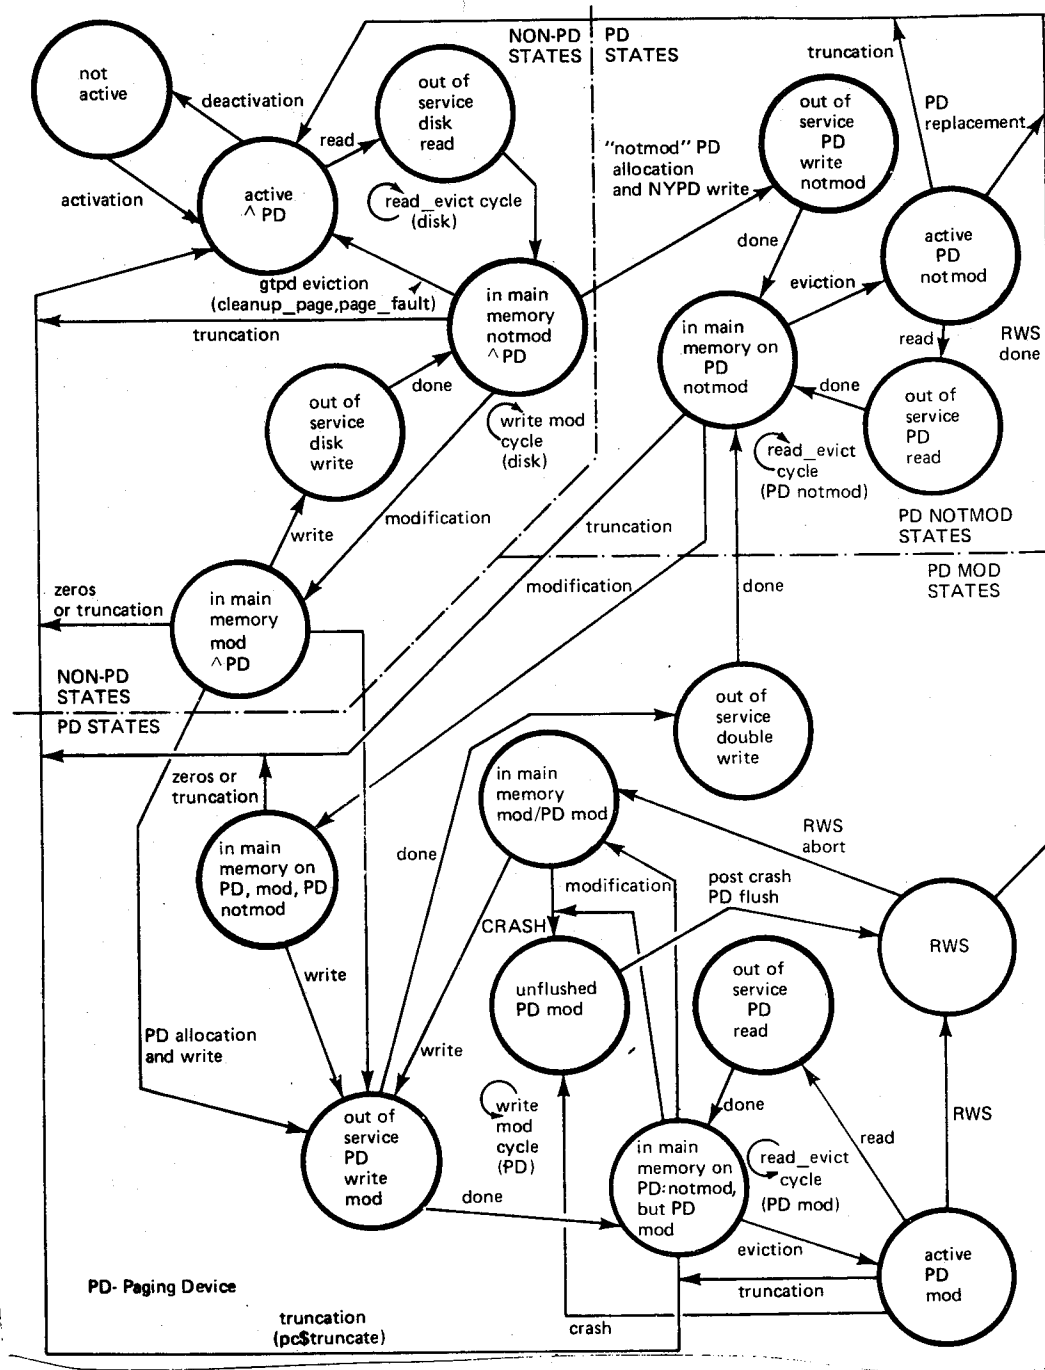 NON-PD
STATES
PD
STATES
not
active
deactivation
activation
active
^ PD
read
out of
service
disk
read
read_evict cycle
(disk)
gtpd eviction
(cleanup_page,page_fault)
truncation
in main
memory
notmod
^PD
"notmod" PD
allocation
and NYPD write
out of
service
PD
write
notmod
truncation
PD
replacement
done
eviction
active
PD
notmod
in main
memory on
PD
notmod
read
RWS
done
done
out of
service
PD
read
read_evict
cycle
(PD notmod)
PD NOTMOD
STATES
PD MOD
STATES
out of
service
disk
write
done
write mod
cycle
(disk)
write
modification
truncation
modification
done
zeros
or truncation
in main
memory
mod
^PD
NON-PD
STATES
PD STATES
out of
service
double
write
zeros or
truncation
in main
memory
mod/PD mod
in main
memory on
PD, mod, PD
notmod
done
RWS
abort
modification
post crash
PD flush
CRASH
RWS
unflushed
PD mod
out of
service
PD
read
write
PD allocation
and write
write
write
mod
cycle
(PD)
done
RWS
read
out of
service
PD
write
mod
in main
memory on
PD:notmod,
but PD
mod
read_evict
cycle
(PD mod)
done
eviction
active
PD
mod
truncation
crash
PD- Paging Device
truncation
(pc$truncate)